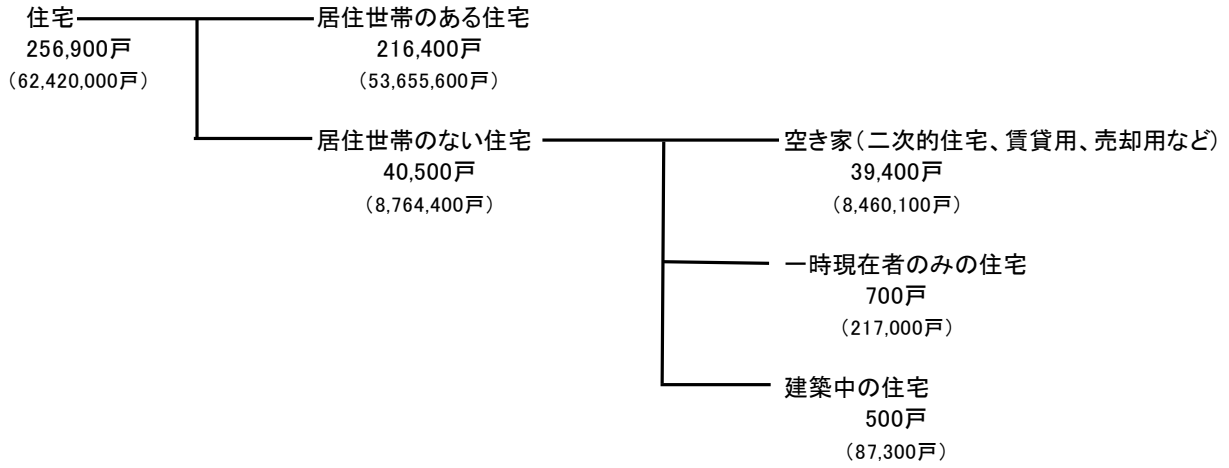 住宅
256,900戸
（62,420,000戸）
居住世帯のある住宅
216,400戸
（53,655,600戸）
居住世帯のない住宅
40,500戸
（8,764,400戸）
空き家（二次的住宅、賃貸用、売却用など）
39,400戸
（8,460,100戸）
一時現在者のみの住宅
700戸
（217,000戸）
建築中の住宅
500戸
（87,300戸）